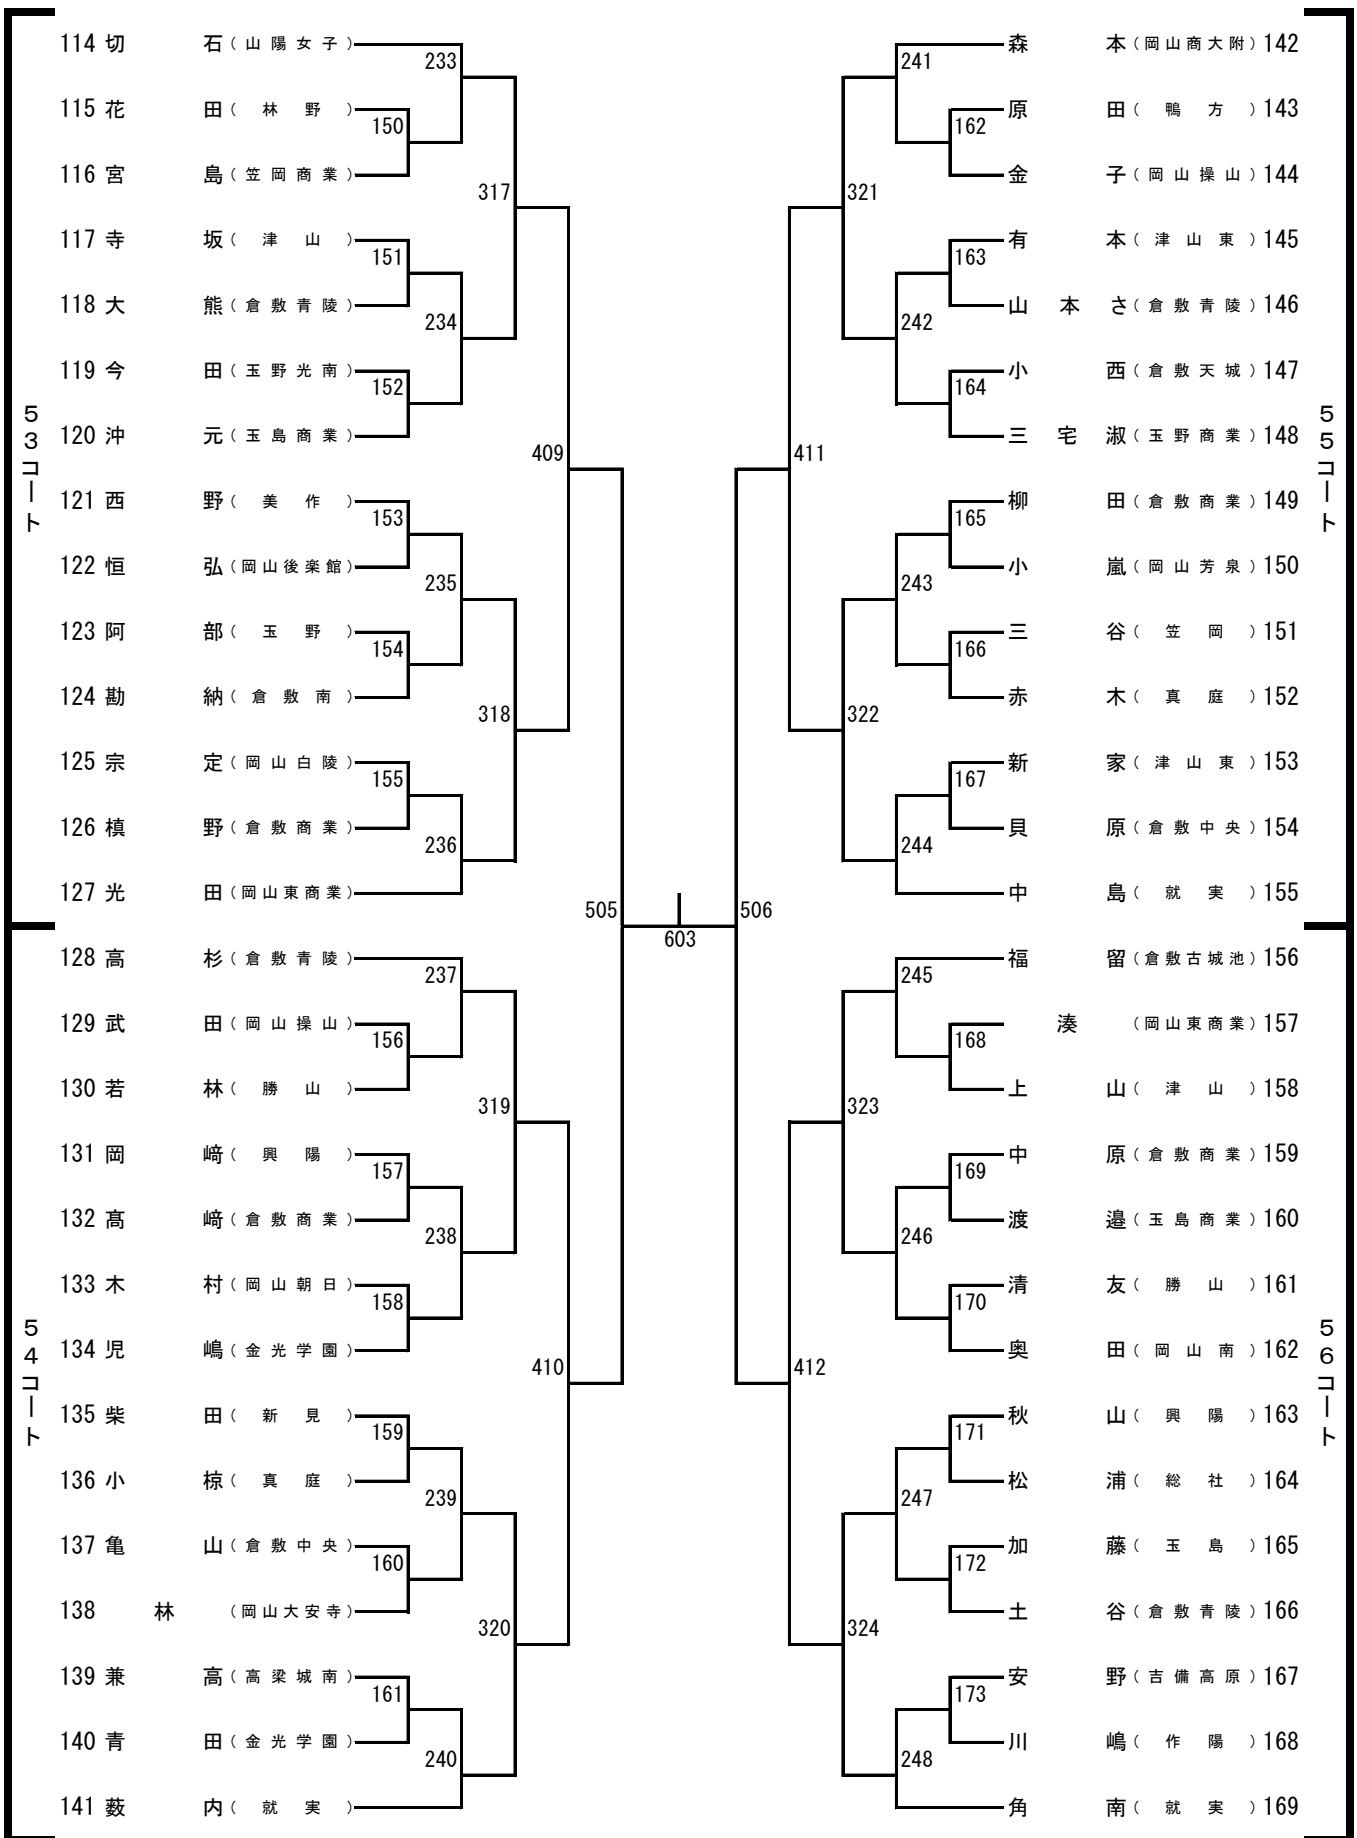 53コート
114 切石(山陽女子)
233
115 花田(林野)
150
116 宮島(笠岡商業)
317
117 寺坂(津山)
151
118 大熊(倉敷青陵)
234
119 今田(玉野光南)
152
120 沖元(玉島商業)
409
121 西野(美作)
153
122 恒弘(岡山後楽館)
235
123 阿部(玉野)
154
124 勘納(倉敷南)
318
125 宗定(岡山白陵)
155
126 槙野(倉敷商業)
236
127 光田(岡山東商業)
505
54コート
128 高杉(倉敷青陵)
237
129 武田(岡山操山)
156
130 若林(勝山)
319
131 岡﨑(興陽)
157
132 髙﨑(倉敷商業)
238
133 木村(岡山朝日)
158
134 児嶋(金光学園)
410
135 柴田(新見)
159
136 小椋(真庭)
239
137 亀山(倉敷中央)
160
138 林(岡山大安寺)
320
139 兼高(高梁城南)
161
140 青田(金光学園)
240
141 薮内(就実)
603
55コート
森本(岡山商大附)142
241
原田(鴨方)143
162
金子(岡山操山)144
321
有本(津山東)145
163
山本さ(倉敷青陵)146
242
小西(倉敷天城)147
164
三宅淑(玉野商業)148
411
柳田(倉敷商業)149
165
小嵐(岡山芳泉)150
243
三谷(笠岡)151
166
赤木(真庭)152
322
新家(津山東)153
167
貝原(倉敷中央)154
244
中島(就実)155
506
56コート
福留(倉敷古城池)156
245
湊(岡山東商業)157
168
上山(津山)158
323
中原(倉敷商業)159
169
渡邉(玉島商業)160
246
清友(勝山)161
170
奥田(岡山南)162
412
秋山(興陽)163
171
松浦(総社)164
247
加藤(玉島)165
172
土谷(倉敷青陵)166
324
安野(吉備高原)167
173
川嶋(作陽)168
248
角南(就実)169